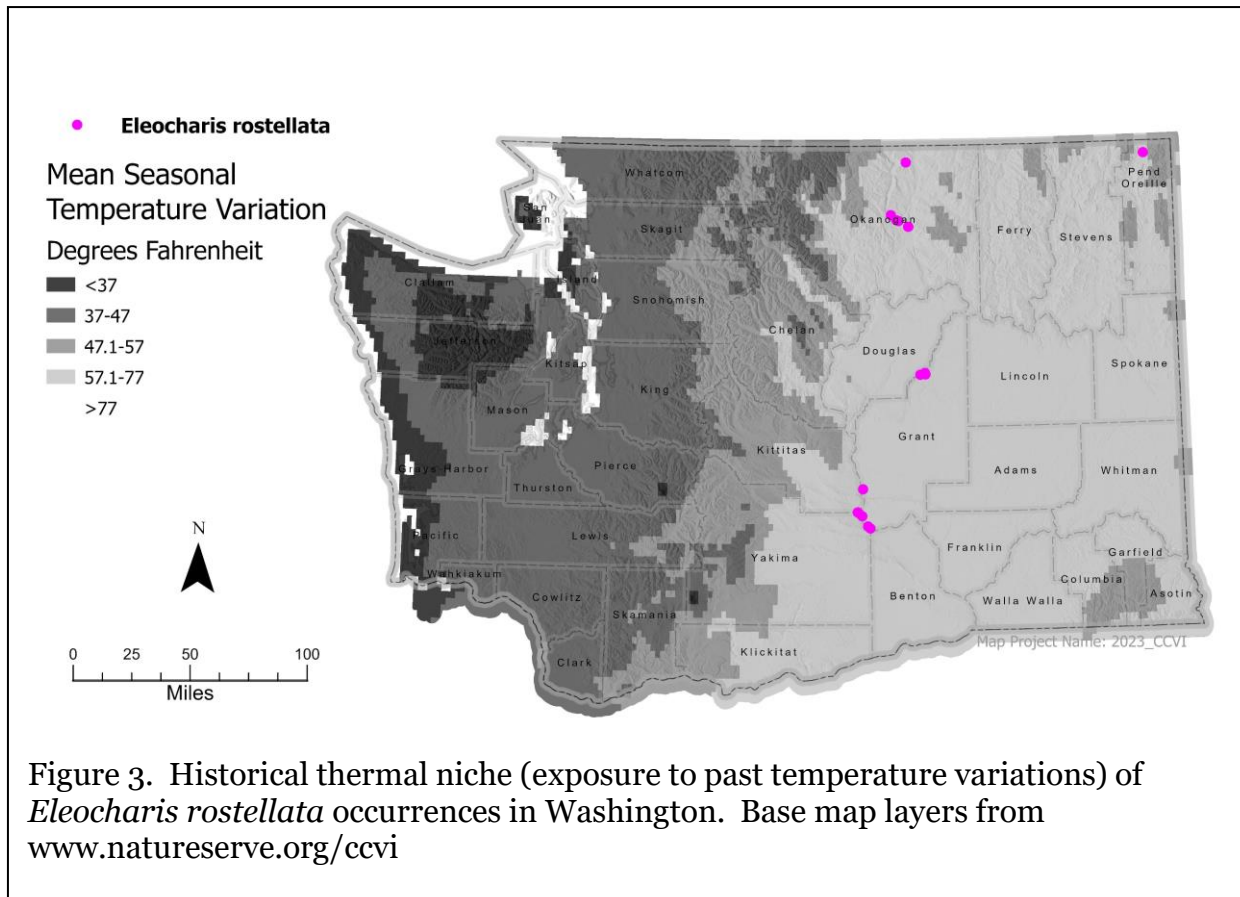 Eleocharis rostellata
Mean Seasonal
Temperature Variation
Degrees Fahrenheit
<37
37-47
47.1-57
57.1-77
>77
N
0 25 50 100
Miles
Whatcom
San
Juan
Skagit
Island
Clallam
Snohomish
Jefferson
Kitsap
King
Mason
Grays Harbor
Pierce
Thurston
Pacific
Lewis
Wahkiakum
Cowlitz
Skamania
Clark
Okanogan
Ferry
Stevens
Pend
Oreille
Chelan
Douglas
Lincoln
Spokane
Grant
Kittitas
Adams
Whitman
Yakima
Franklin
Garfield
Columbia
Asotin
Benton
Walla Walla
Klickitat
Map Project Name: 2023_CCVI
Figure 3. Historical thermal niche (exposure to past temperature variations) of
Eleocharis rostellata occurrences in Washington. Base map layers from
www.natureserve.org/ccvi